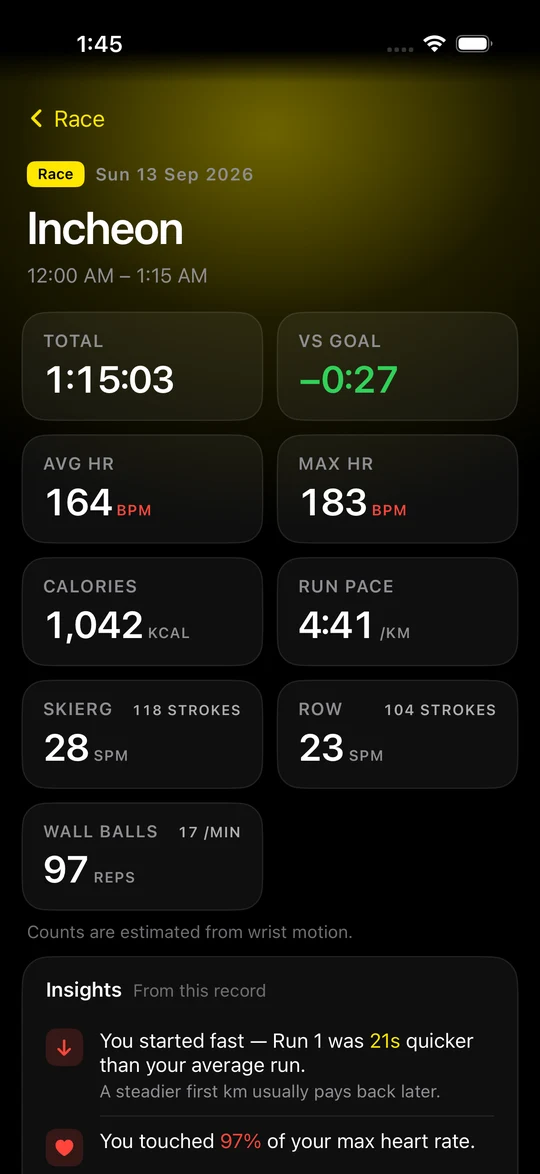 1:45
Race
Race Sun 13 Sep 2026
Incheon
12:00 AM – 1:15 AM
TOTAL
1:15:03
VS GOAL
–0:27
AVG HR
164 BPM
MAX HR
183 BPM
CALORIES
1,042 KCAL
RUN PACE
4:41 /KM
SKIERG 118 STROKES
28 SPM
ROW 104 STROKES
23 SPM
WALL BALLS 17 /MIN
97 REPS
Counts are estimated from wrist motion.
Insights From this record
You started fast — Run 1 was 21s quicker
than your average run.
A steadier first km usually pays back later.
You touched 97% of your max heart rate.